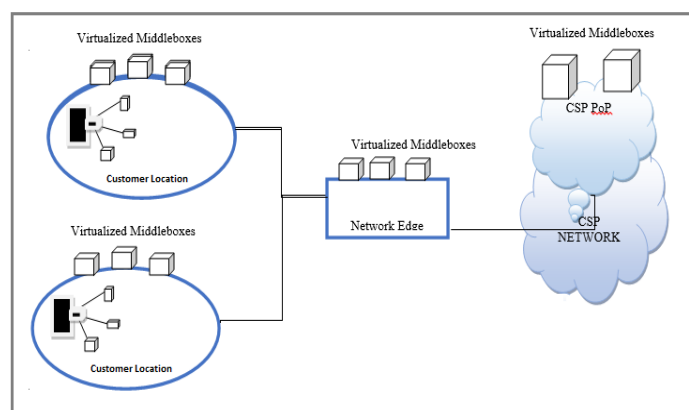 Virtualized Middleboxes
Customer Location
Virtualized Middleboxes
Customer Location
Virtualized Middleboxes
Network Edge
Virtualized Middleboxes
CSP PoP
CSP
NETWORK